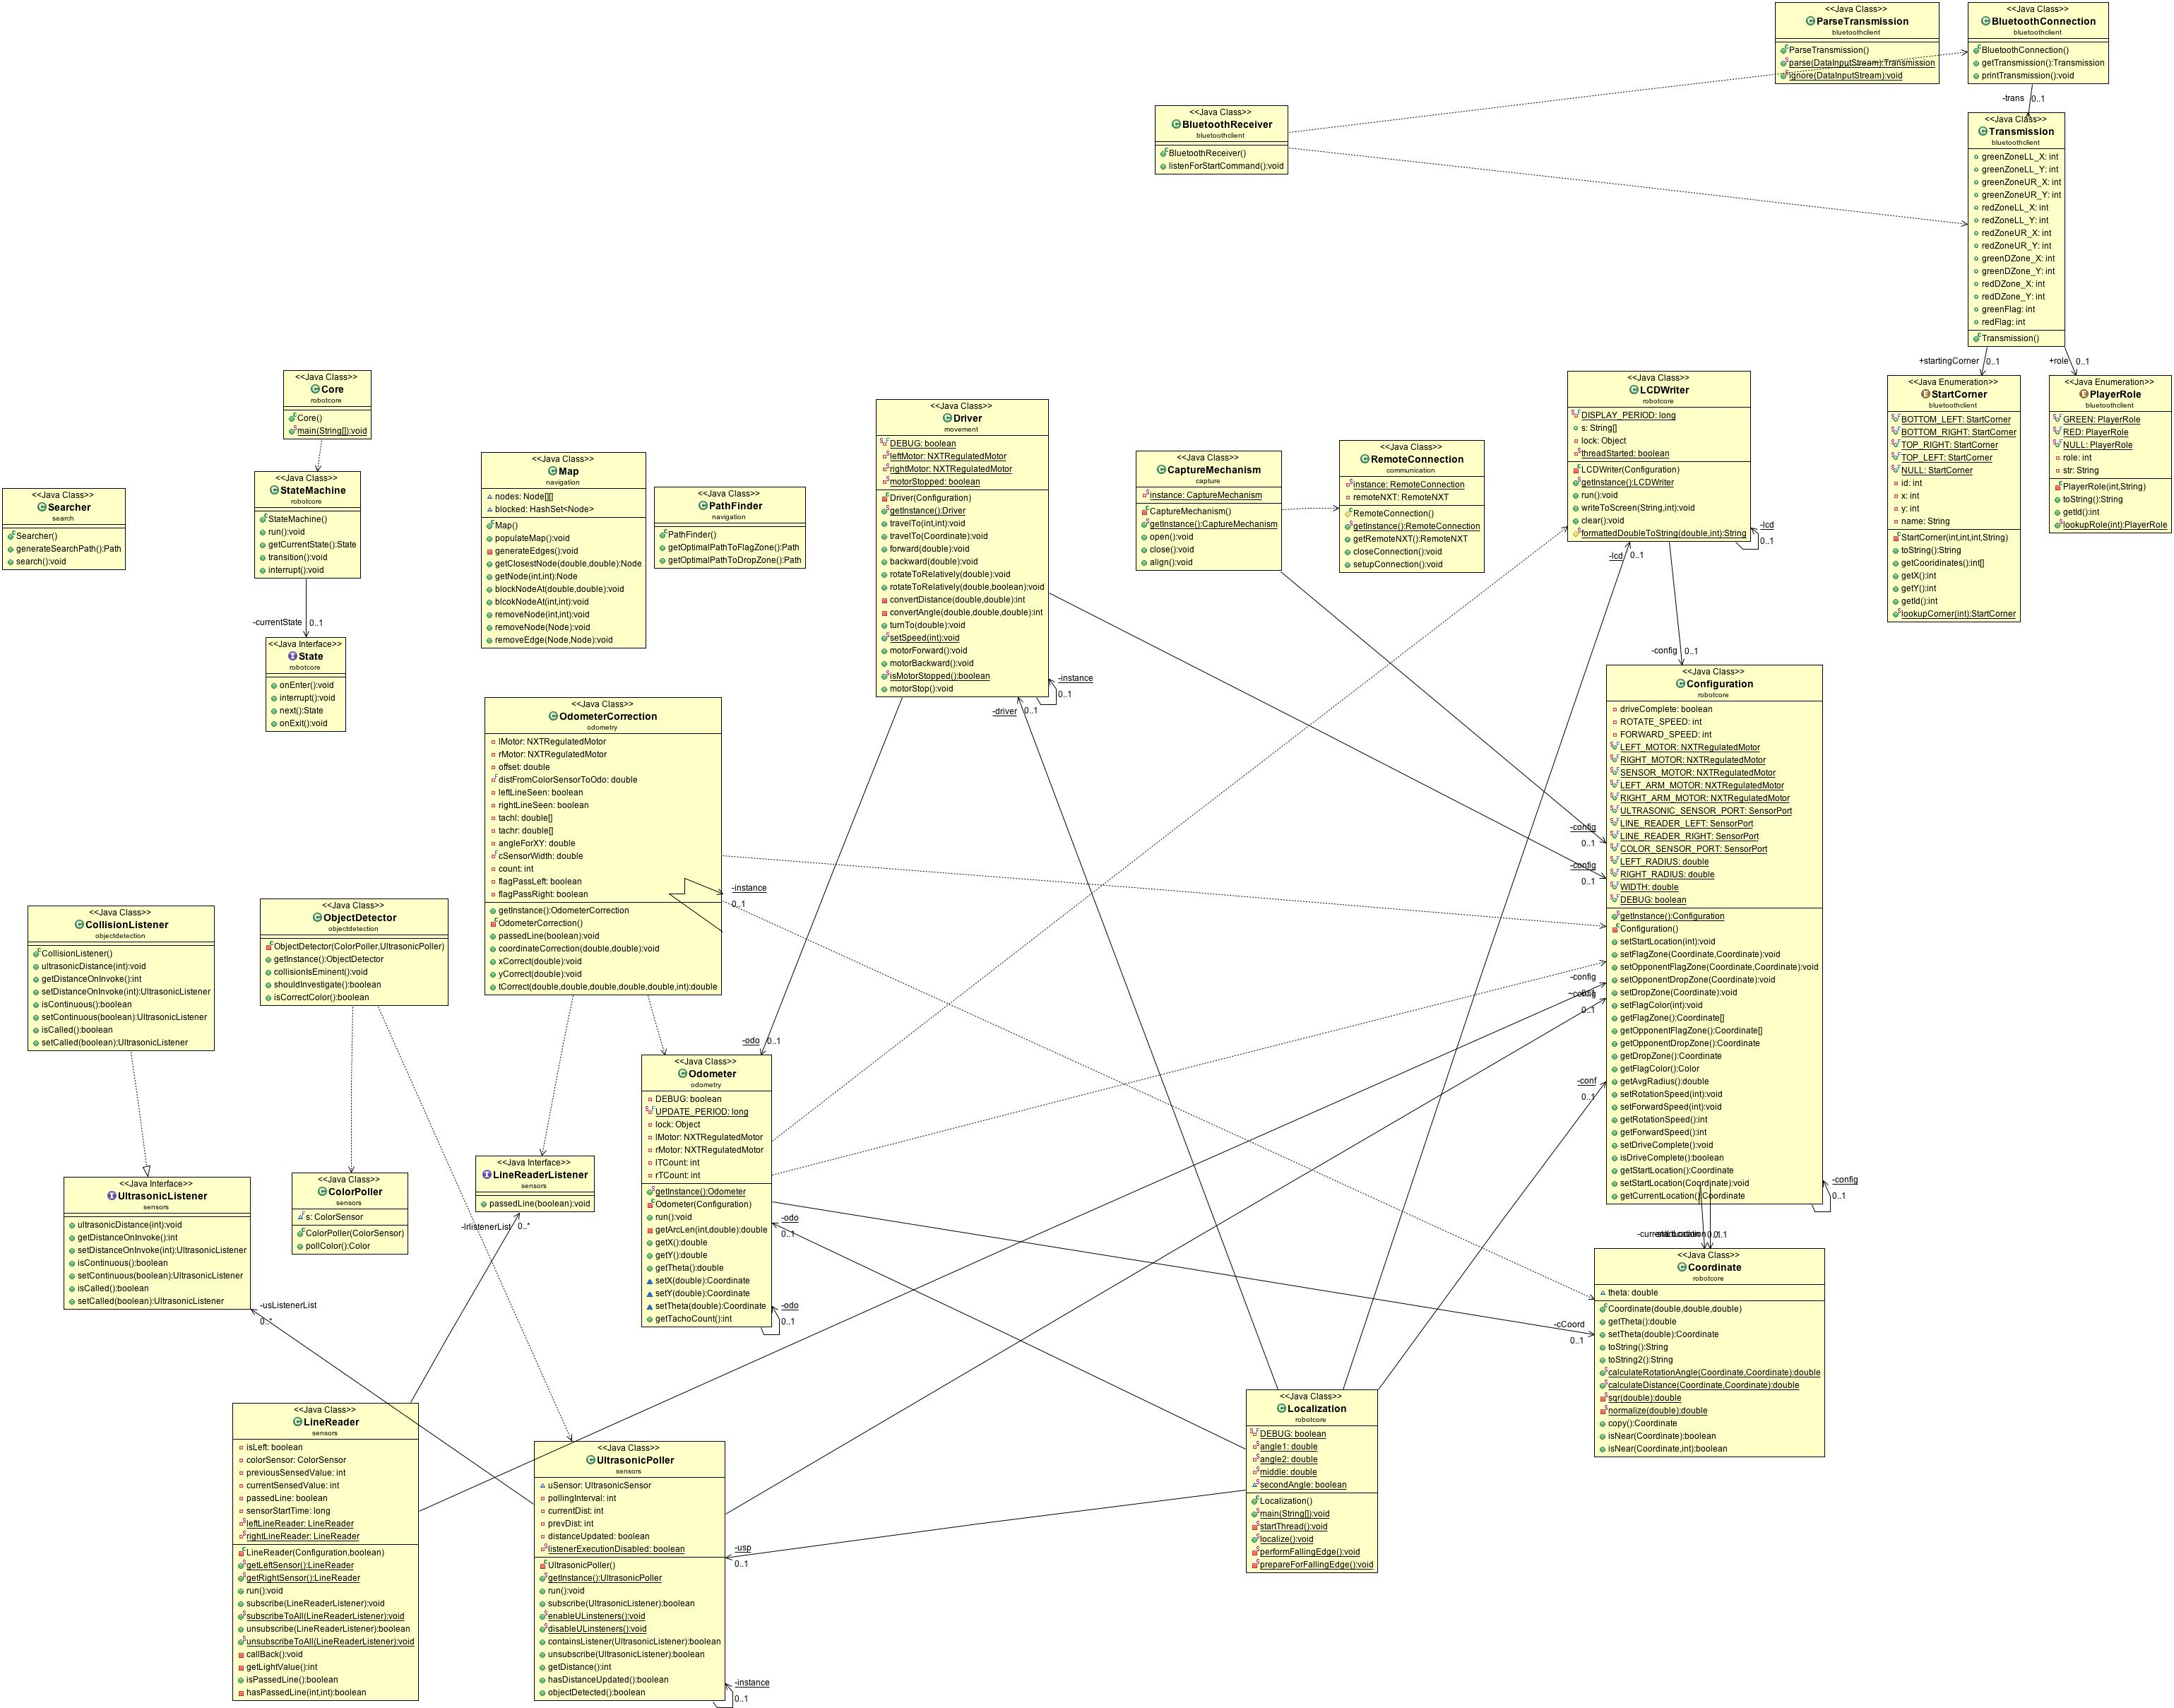 <<Java Class>>
ParseTransmission
bluetoothclient
ParseTransmission()
parse(DataInputStream):Transmission
ignore(DataInputStream):void
<<Java Class>>
BluetoothConnection
bluetoothclient
BluetoothConnection()
getTransmission():Transmission
printTransmission():void
-trans
0..1
<<Java Class>>
BluetoothReceiver
bluetoothclient
BluetoothReceiver()
listenForStartCommand():void
<<Java Class>>
Transmission
bluetoothclient
greenZoneLL_X: int
greenZoneLL_Y: int
greenZoneUR_X: int
greenZoneUR_Y: int
redZoneLL_X: int
redZoneLL_Y: int
redZoneUR_X: int
redZoneUR_Y: int
greenDZone_X: int
greenDZone_Y: int
redDZone_X: int
redDZone_Y: int
greenFlag: int
redFlag: int
Transmission()
+startingCorner
0..1
+role
0..1
<<Java Enumeration>>
StartCorner
bluetoothclient
BOTTOM_LEFT: StartCorner
BOTTOM_RIGHT: StartCorner
TOP_RIGHT: StartCorner
TOP_LEFT: StartCorner
NULL: StartCorner
id: int
x: int
y: int
name: String
StartCorner(int,int,int,String)
toString():String
getCooridinates():int[]
getX():int
getY():int
getId():int
lookupCorner(int):StartCorner
<<Java Enumeration>>
PlayerRole
bluetoothclient
GREEN: PlayerRole
RED: PlayerRole
NULL: PlayerRole
role: int
str: String
PlayerRole(int,String)
toString():String
getId():int
lookupRole(int):PlayerRole
<<Java Class>>
Core
robotcore
Core()
main(String[]):void
<<Java Class>>
StateMachine
robotcore
StateMachine()
run():void
getCurrentState():State
transition():void
interrupt():void
-currentState
0..1
<<Java Interface>>
State
robotcore
onEnter():void
interrupt():void
next():State
onExit():void
<<Java Class>>
Searcher
search
Searcher()
generateSearchPath():Path
search():void
<<Java Class>>
Map
navigation
nodes: Node[][]
blocked: HashSet<Node>
Map()
populateMap():void
generateEdges():void
getClosestNode(double,double):Node
getNode(int,int):Node
blockNodeAt(double,double):void
blcokNodeAt(int,int):void
removeNode(int,int):void
removeNode(Node):void
removeEdge(Node,Node):void
<<Java Class>>
PathFinder
navigation
PathFinder()
getOptimalPathToFlagZone():Path
getOptimalPathToDropZone():Path
<<Java Class>>
Driver
movement
DEBUG: boolean
leftMotor: NXTRegulatedMotor
rightMotor: NXTRegulatedMotor
motorStopped: boolean
Driver(Configuration)
getInstance():Driver
travelTo(int,int):void
travelTo(Coordinate):void
forward(double):void
backward(double):void
rotateToRelatively(double):void
rotateToRelatively(double,boolean):void
convertDistance(double,double):int
convertAngle(double,double,double):int
turnTo(double):void
setSpeed(int):void
motorForward():void
motorBackward():void
isMotorStopped():boolean
motorStop():void
-instance
0..1
-driver
0..1
<<Java Class>>
CaptureMechanism
capture
instance: CaptureMechanism
CaptureMechanism()
getInstance():CaptureMechanism
open():void
close():void
align():void
<<Java Class>>
RemoteConnection
communication
instance: RemoteConnection
remoteNXT: RemoteNXT
RemoteConnection()
getInstance():RemoteConnection
getRemoteNXT():RemoteNXT
closeConnection():void
setupConnection():void
<<Java Class>>
LCDWriter
robotcore
DISPLAY_PERIOD: long
s: String[]
lock: Object
threadStarted: boolean
LCDWriter(Configuration)
getInstance():LCDWriter
run():void
writeToScreen(String,int):void
clear():void
formattedDoubleToString(double,int):String
-lcd
0..1
-lcd
0..1
-config
0..1
<<Java Class>>
Configuration
robotcore
driveComplete: boolean
ROTATE_SPEED: int
FORWARD_SPEED: int
LEFT_MOTOR: NXTRegulatedMotor
RIGHT_MOTOR: NXTRegulatedMotor
SENSOR_MOTOR: NXTRegulatedMotor
LEFT_ARM_MOTOR: NXTRegulatedMotor
RIGHT_ARM_MOTOR: NXTRegulatedMotor
ULTRASONIC_SENSOR_PORT: SensorPort
LINE_READER_LEFT: SensorPort
LINE_READER_RIGHT: SensorPort
COLOR_SENSOR_PORT: SensorPort
LEFT_RADIUS: double
RIGHT_RADIUS: double
WIDTH: double
DEBUG: boolean
getInstance():Configuration
Configuration()
setStartLocation(int):void
setFlagZone(Coordinate,Coordinate):void
setOpponentFlagZone(Coordinate,Coordinate):void
setOpponentDropZone(Coordinate):void
setDropZone(Coordinate):void
setFlagColor(int):void
getFlagZone():Coordinate[]
getOpponentFlagZone():Coordinate[]
getOpponentDropZone():Coordinate
getDropZone():Coordinate
getFlagColor():Color
getAvgRadius():double
setRotationSpeed(int):void
setForwardSpeed(int):void
getRotationSpeed():int
getForwardSpeed():int
setDriveComplete():void
isDriveComplete():boolean
getStartLocation():Coordinate
setStartLocation(Coordinate):void
getCurrentLocation():Coordinate
-config
0..1
-config
0..1
-config
~config
0..1
-conf
0..1
-config
0..1
<<Java Class>>
OdometerCorrection
odometry
lMotor: NXTRegulatedMotor
rMotor: NXTRegulatedMotor
offset: double
distFromColorSensorToOdo: double
leftLineSeen: boolean
rightLineSeen: boolean
tachl: double[]
tachr: double[]
angleForXY: double
cSensorWidth: double
count: int
flagPassLeft: boolean
flagPassRight: boolean
getInstance():OdometerCorrection
OdometerCorrection()
passedLine(boolean):void
coordinateCorrection(double,double):void
xCorrect(double):void
yCorrect(double):void
tCorrect(double,double,double,double,double,int):double
-instance
0..1
<<Java Class>>
CollisionListener
objectdetection
CollisionListener()
ultrasonicDistance(int):void
getDistanceOnInvoke():int
setDistanceOnInvoke(int):UltrasonicListener
isContinuous():boolean
setContinuous(boolean):UltrasonicListener
isCalled():boolean
setCalled(boolean):UltrasonicListener
<<Java Class>>
ObjectDetector
objectdetection
ObjectDetector(ColorPoller,UltrasonicPoller)
getInstance():ObjectDetector
collisionIsEminent():void
shouldInvestigate():boolean
isCorrectColor():boolean
<<Java Class>>
Odometer
odometry
DEBUG: boolean
UPDATE_PERIOD: long
lock: Object
lMotor: NXTRegulatedMotor
rMotor: NXTRegulatedMotor
lTCount: int
rTCount: int
getInstance():Odometer
Odometer(Configuration)
run():void
getArcLen(int,double):double
getX():double
getY():double
getTheta():double
setX(double):Coordinate
setY(double):Coordinate
setTheta(double):Coordinate
getTachoCount():int
-odo
0..1
-odo
0..1
-odo
0..1
<<Java Interface>>
UltrasonicListener
sensors
ultrasonicDistance(int):void
getDistanceOnInvoke():int
setDistanceOnInvoke(int):UltrasonicListener
isContinuous():boolean
setContinuous(boolean):UltrasonicListener
isCalled():boolean
setCalled(boolean):UltrasonicListener
-usListenerList
0..*
<<Java Class>>
ColorPoller
sensors
s: ColorSensor
ColorPoller(ColorSensor)
pollColor():Color
<<Java Interface>>
LineReaderListener
sensors
passedLine(boolean):void
-lrlistenerList
0..*
<<Java Class>>
Coordinate
robotcore
theta: double
Coordinate(double,double,double)
getTheta():double
setTheta(double):Coordinate
toString():String
toString2():String
calculateRotationAngle(Coordinate,Coordinate):double
calculateDistance(Coordinate,Coordinate):double
sqr(double):double
normalize(double):double
copy():Coordinate
isNear(Coordinate):boolean
isNear(Coordinate,int):boolean
-cCoord
0..1
<<Java Class>>
LineReader
sensors
isLeft: boolean
colorSensor: ColorSensor
previousSensedValue: int
currentSensedValue: int
passedLine: boolean
sensorStartTime: long
leftLineReader: LineReader
rightLineReader: LineReader
LineReader(Configuration,boolean)
getLeftSensor():LineReader
getRightSensor():LineReader
run():void
subscribe(LineReaderListener):void
subscribeToAll(LineReaderListener):void
unsubscribe(LineReaderListener):boolean
unsubscribeToAll(LineReaderListener):void
callBack():void
getLightValue():int
isPassedLine():boolean
hasPassedLine(int,int):boolean
<<Java Class>>
UltrasonicPoller
sensors
uSensor: UltrasonicSensor
pollingInterval: int
currentDist: int
prevDist: int
distanceUpdated: boolean
listenerExecutionDisabled: boolean
UltrasonicPoller()
getInstance():UltrasonicPoller
run():void
subscribe(UltrasonicListener):boolean
enableULinsteners():void
disableULinsteners():void
containsListener(UltrasonicListener):boolean
unsubscribe(UltrasonicListener):boolean
getDistance():int
hasDistanceUpdated():boolean
objectDetected():boolean
-usp
0..1
-instance
0..1
<<Java Class>>
Localization
robotcore
DEBUG: boolean
angle1: double
angle2: double
middle: double
secondAngle: boolean
Localization()
main(String[]):void
startThread():void
localize():void
performFallingEdge():void
prepareForFallingEdge():void